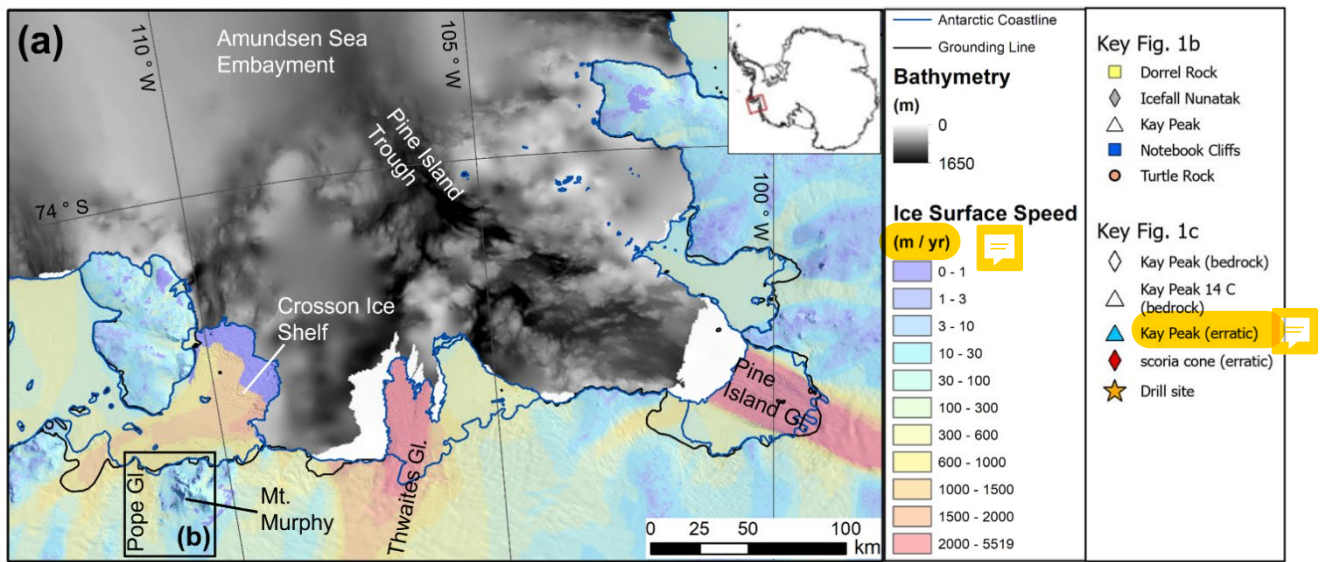 (a)
110 ° W
Amundsen Sea
Embayment
105 ° W
Pine Island
Trough
74 ° S
100 ° W
Crosson Ice
Shelf
Pine
Island Gl.
Thwaites Gl.
Pope Gl.
Mt.
Murphy
(b)
0 20 40 60 80 100
km
Antarctic Coastline
Grounding Line
Bathymetry
(m)
0
1650
Ice Surface Speed
(m / yr)
0 - 1
1 - 3
3 - 10
10 - 30
30 - 100
100 - 300
300 - 600
600 - 1000
1000 - 1500
1500 - 2000
2000 - 5519
Key Fig. 1b
Dorrel Rock
Icefall Nunatak
Kay Peak
Notebook Cliffs
Turtle Rock
Key Fig. 1c
Kay Peak (bedrock)
Kay Peak 14 C
(bedrock)
Kay Peak (erratic)
scoria cone (erratic)
Drill site